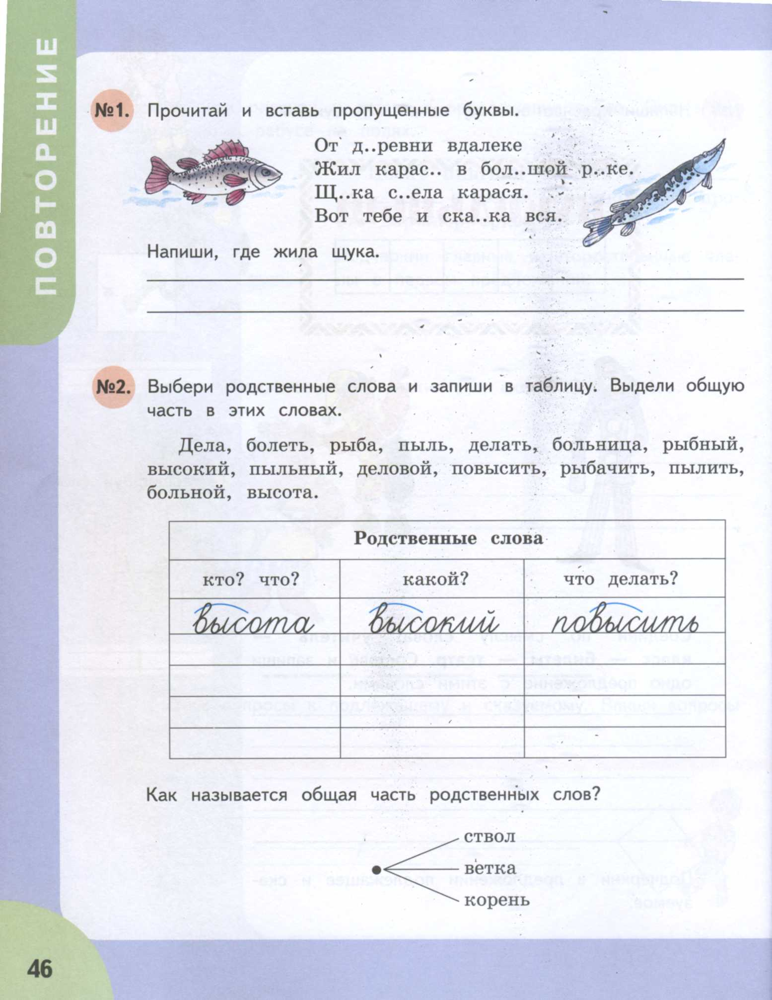 ПОВТОРЕНИЕ
№1. Прочитай и вставь пропущенные буквы.
От д..ревни вдалеке
Жил карас.. в бол..шой р..ке.
Щ..ка с..ела карася.
Вот тебе и ска..ка вся.
Напиши, где жила щука.
№2. Выбери родственные слова и запиши в таблицу. Выдели общую
часть в этих словах.
Дела, болеть, рыба, пыль, делать, больница, рыбный,
высокий, пыльный, деловой, повысить, рыбачить, пылить,
больной, высота.
Родственные слова
кто? что? какой? что делать?
высота высокий повысить
Как называется общая часть родственных слов?
ствол
ветка
корень
46